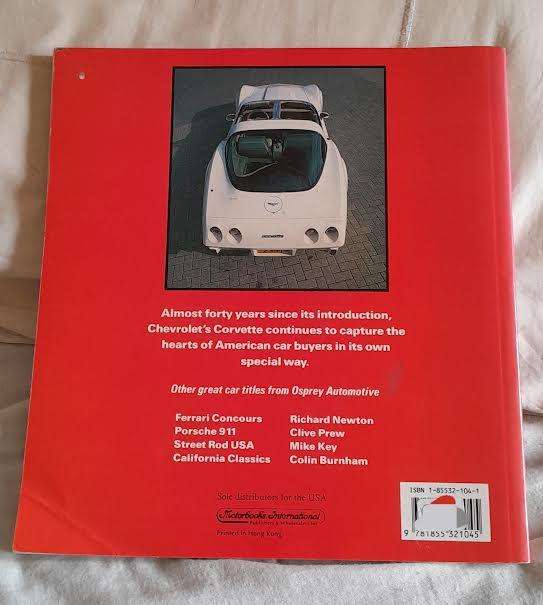 Almost forty years since its introduction,
Chevrolet's Corvette continues to capture the
hearts of American car buyers in its own
special way.
Other great car titles from Osprey Automotive
Ferrari Concours Richard Newton
Porsche 911 Clive Prew
Street Rod USA Mike Key
California Classics Colin Burnham
Sole distributors for the USA
Motorbooks International
Publishers & Wholesalers Inc
Printed in Hong Kong
ISBN 1-85532-104-1
9 781855 321045